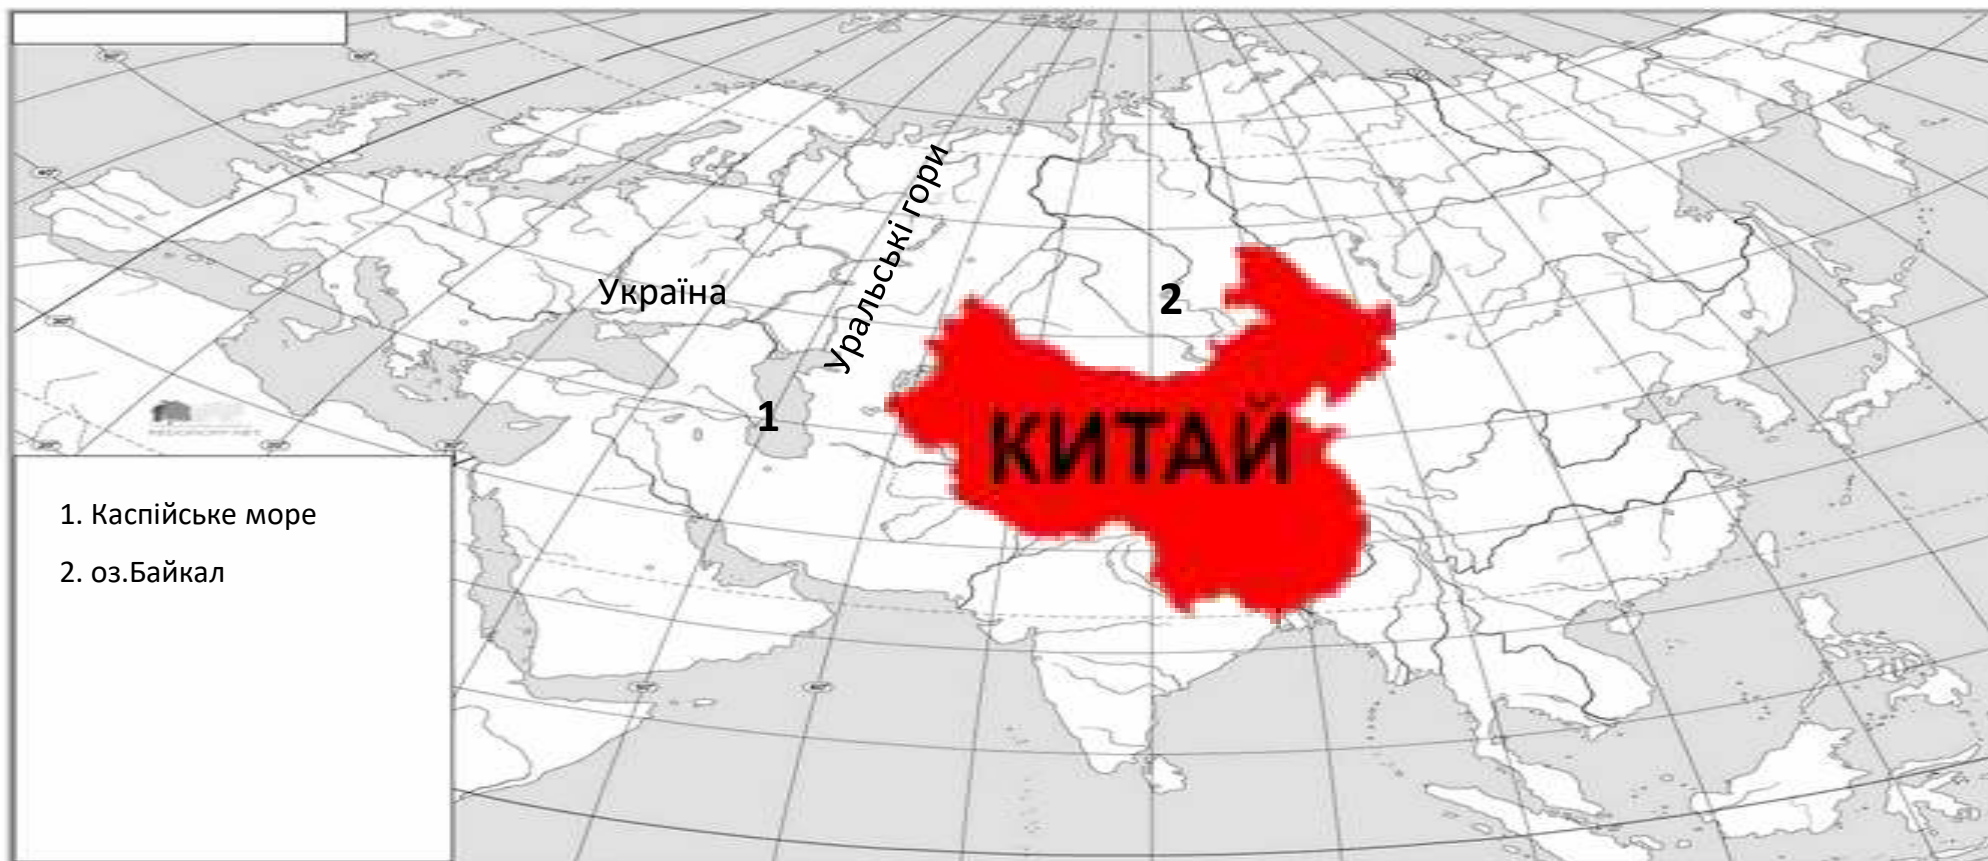 Уральські гори
Україна
2
1
КИТАЙ
1. Каспійське море
2. оз.Байкал